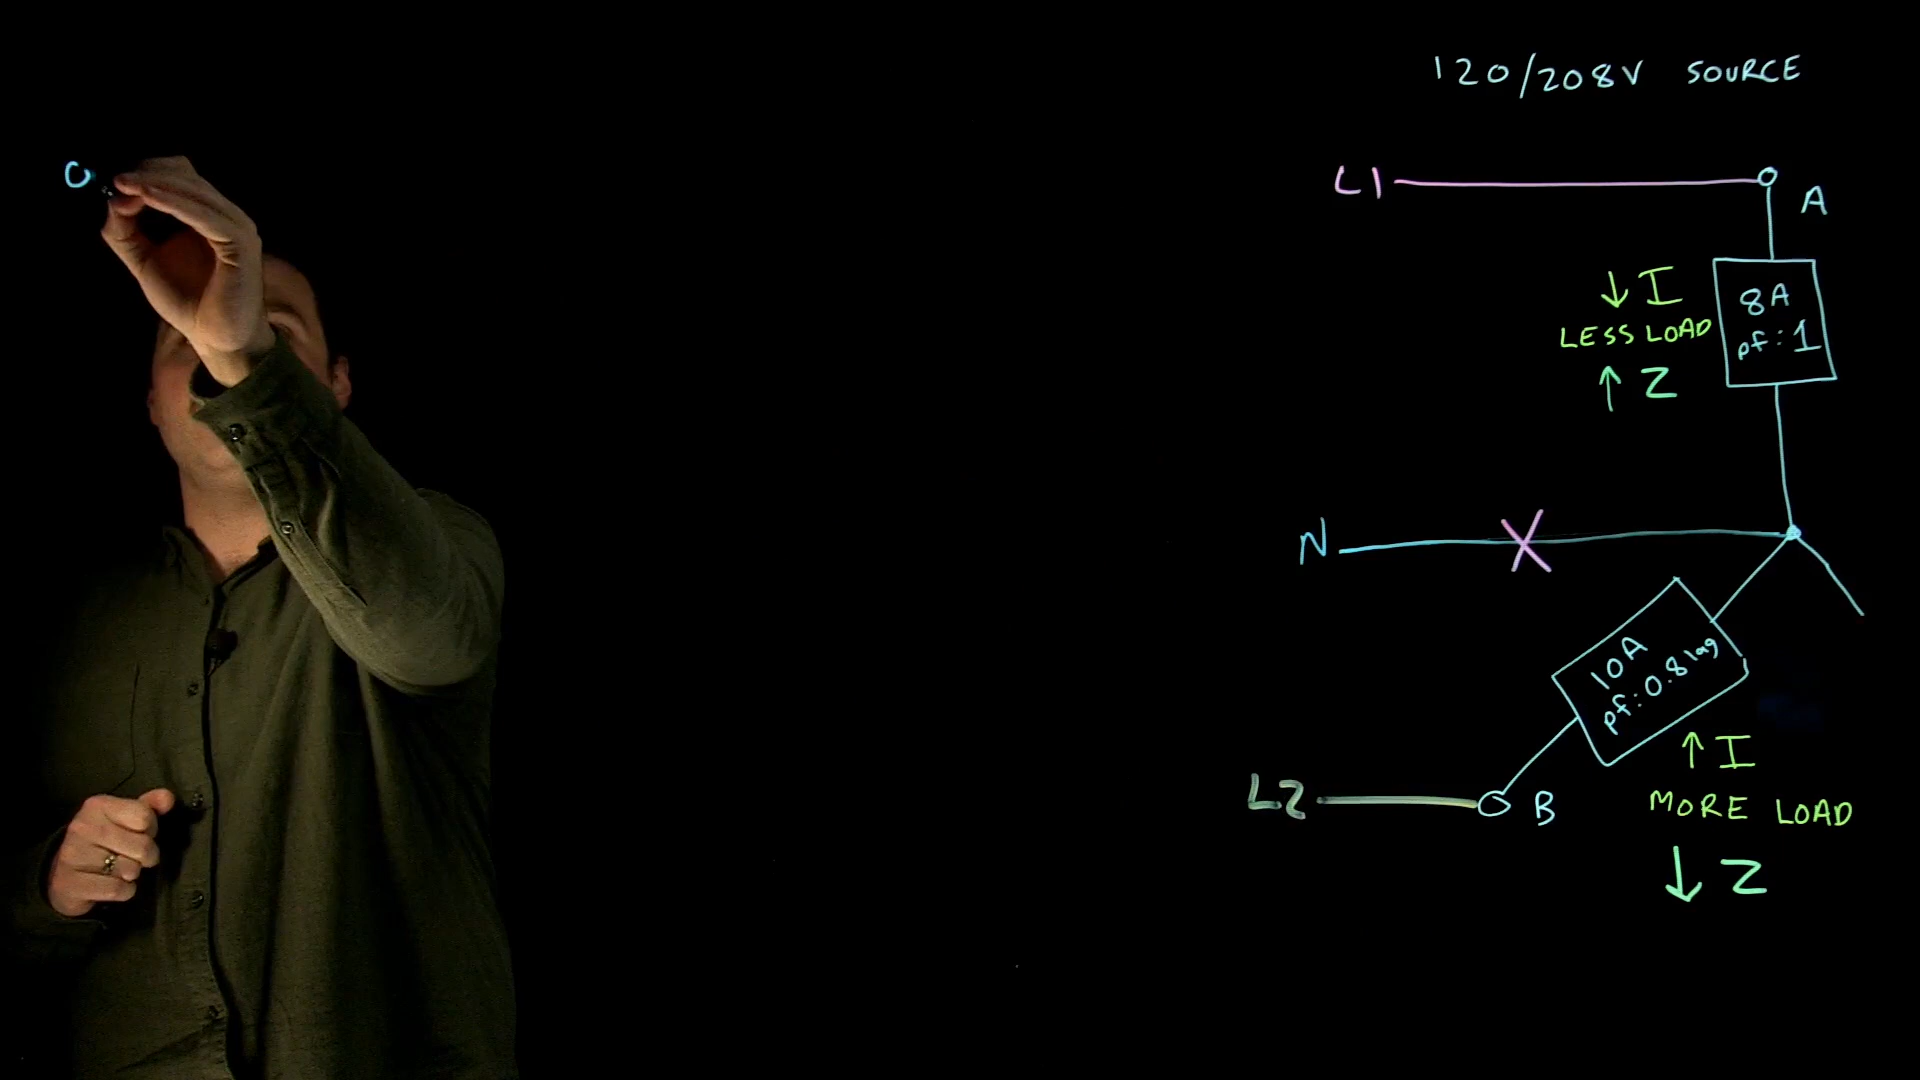 120/208V SOURCE
L1
A
↓ I
LESS LOAD
↑ Z
8A
pf: 1
N
X
10A
pf: 0.8 lag
L2
B
↑ I
MORE LOAD
↓ Z